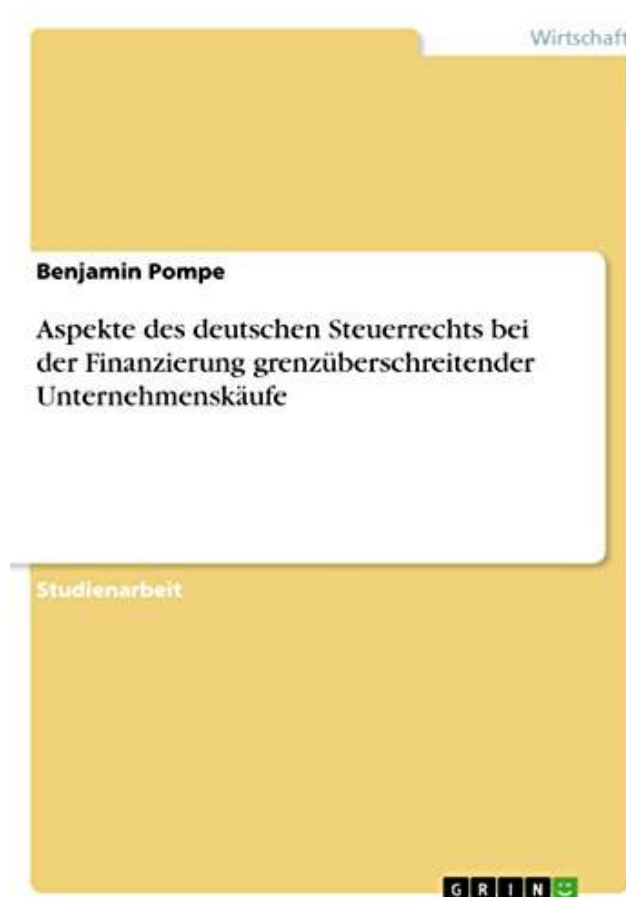 Wirtschaft
Benjamin Pompe
Aspekte des deutschen Steuerrechts bei
der Finanzierung grenzüberschreitender
Unternehmenskäufe
Studienarbeit
GRIN